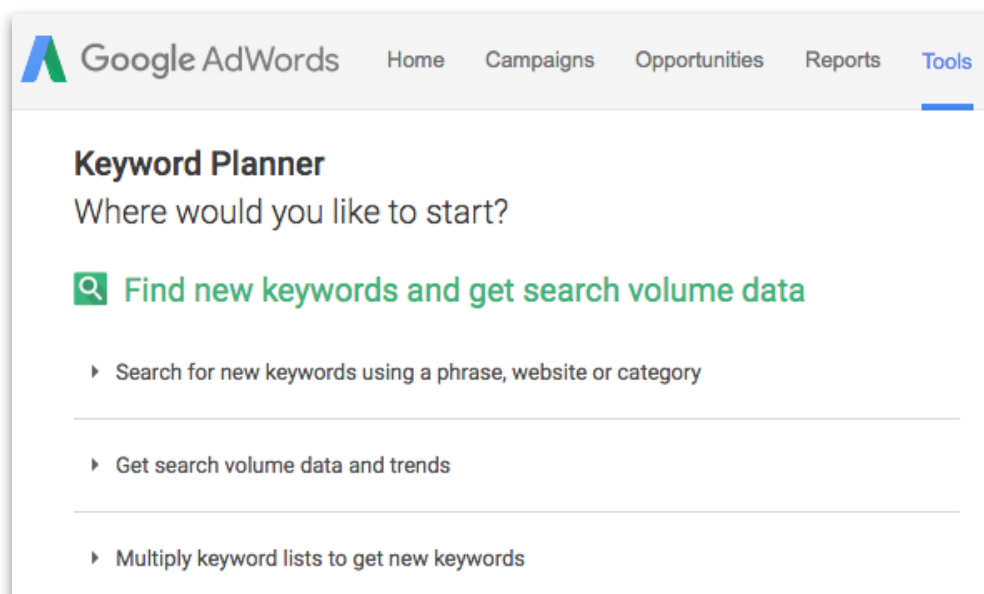 Google AdWords Home Campaigns Opportunities Reports Tools
Keyword Planner
Where would you like to start?
Find new keywords and get search volume data
Search for new keywords using a phrase, website or category
Get search volume data and trends
Multiply keyword lists to get new keywords